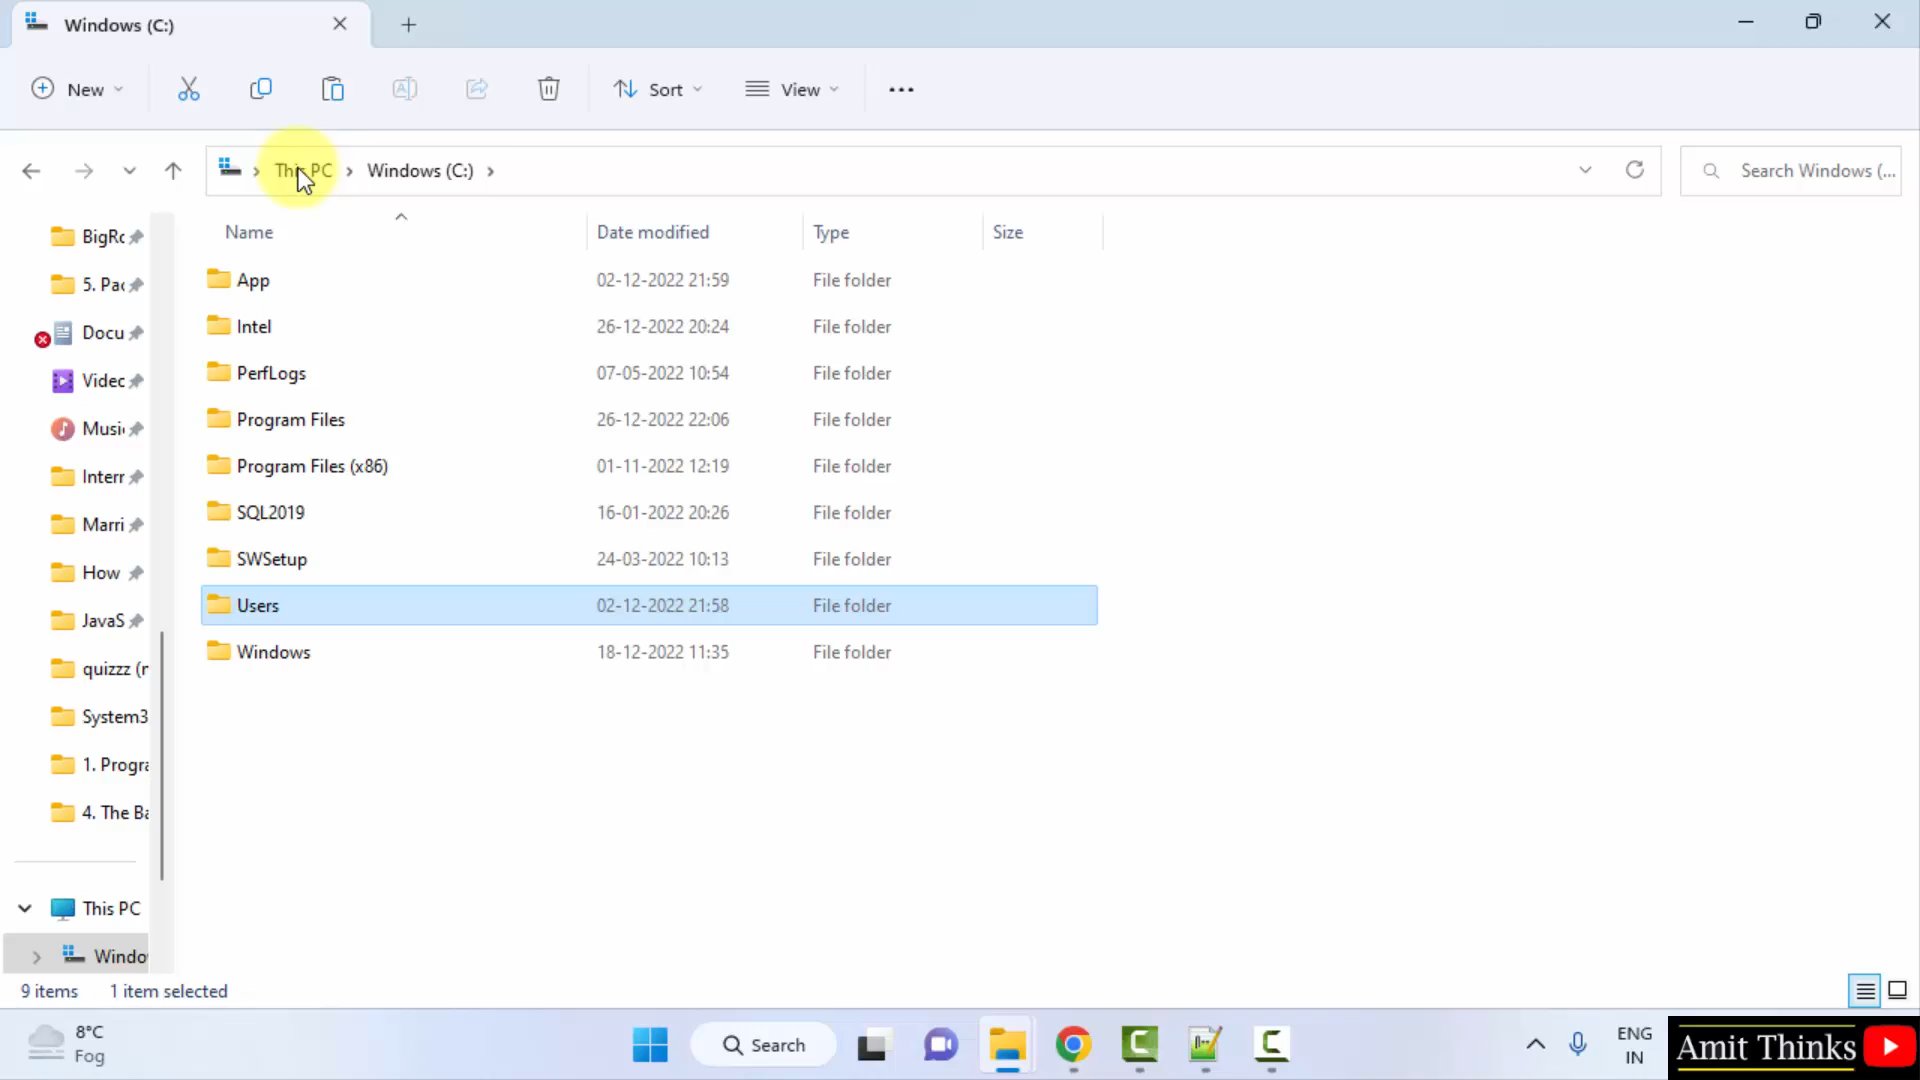 Windows (C:)
New
Sort
View
This PC
Windows (C:)
Search Windows (...
Name
Date modified
Type
Size
App 02-12-2022 21:59 File folder
Intel 26-12-2022 20:24 File folder
PerfLogs 07-05-2022 10:54 File folder
Program Files 26-12-2022 22:06 File folder
Program Files (x86) 01-11-2022 12:19 File folder
SQL2019 16-01-2022 20:26 File folder
SWSetup 24-03-2022 10:13 File folder
Users 02-12-2022 21:58 File folder
Windows 18-12-2022 11:35 File folder
BigRo
5. Pac
Docu
Videc
Musi
Interr
Marri
How
JavaS
quizzz (r
System3
1. Progra
4. The Ba
This PC
Windo
9 items 1 item selected
8°C
Fog
Search
ENG
IN
Amit Thinks